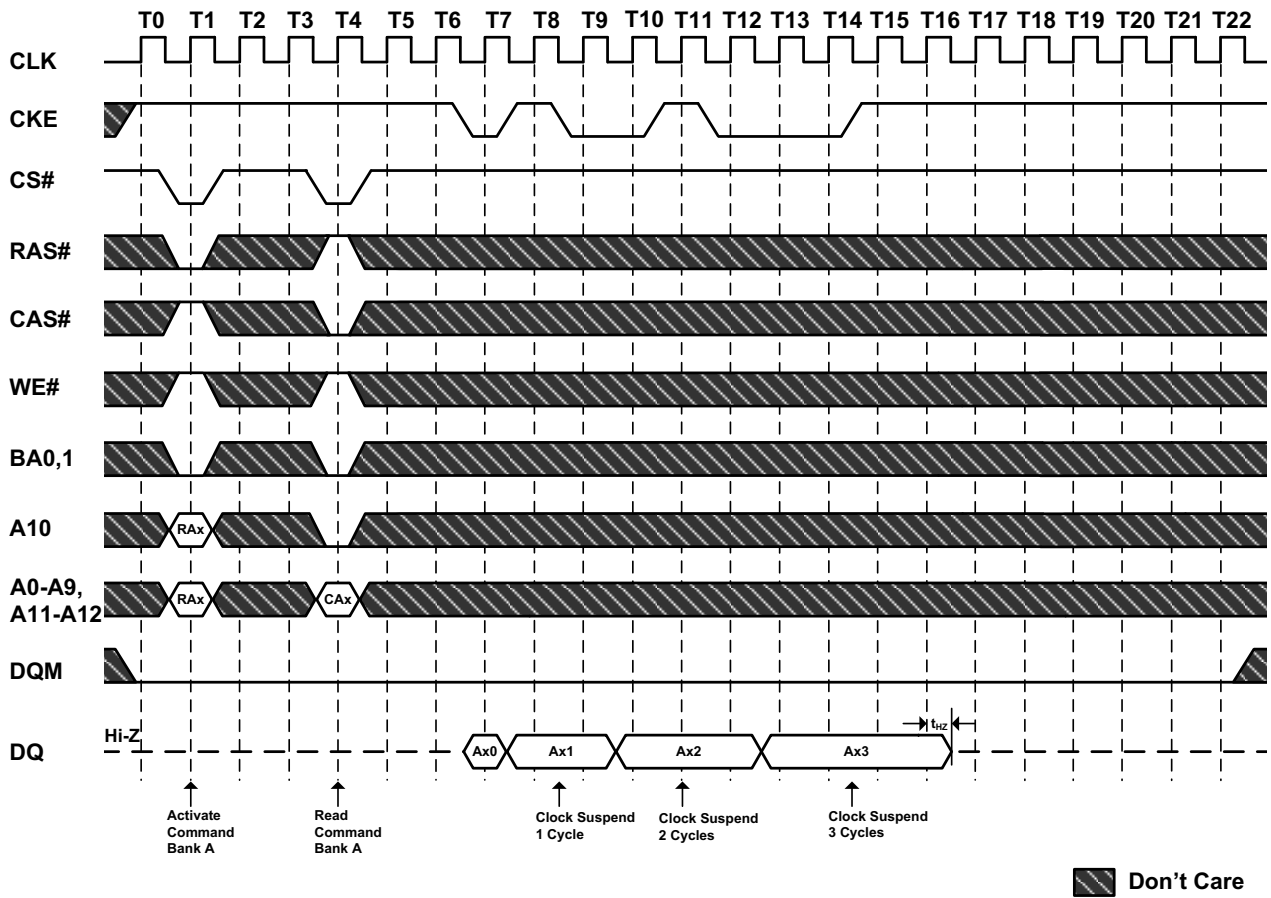 T0 T1 T2 T3 T4 T5 T6 T7 T8 T9 T10 T11 T12 T13 T14 T15 T16 T17 T18 T19 T20 T21 T22
CLK
CKE
CS#
RAS#
CAS#
WE#
BA0,1
A10 RAx
A0-A9,
A11-A12 RAx CAx
DQM
Hi-Z tHZ
DQ Ax0 Ax1 Ax2 Ax3
Activate
Command
Bank A
Read
Command
Bank A
Clock Suspend
1 Cycle
Clock Suspend
2 Cycles
Clock Suspend
3 Cycles
Don't Care